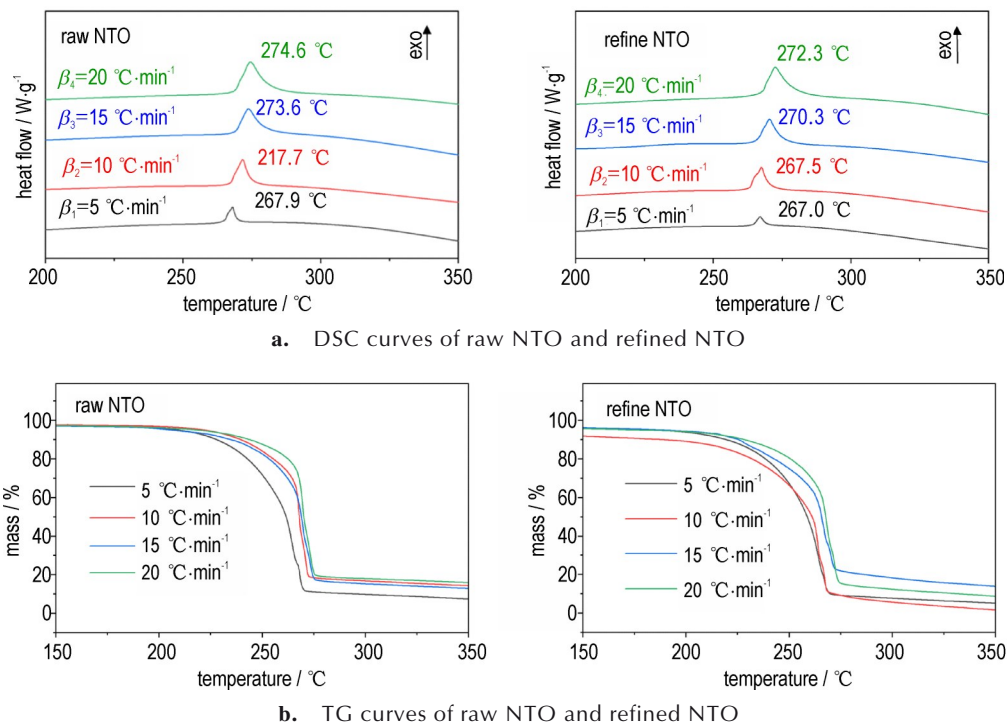 raw NTO
exo
274.6 ℃
β₄=20 ℃·min⁻¹
273.6 ℃
β₃=15 ℃·min⁻¹
217.7 ℃
β₂=10 ℃·min⁻¹
267.9 ℃
β₁=5 ℃·min⁻¹
heat flow / W·g⁻¹
200 250 300 350
temperature / ℃
refine NTO
exo
272.3 ℃
β₄=20 ℃·min⁻¹
270.3 ℃
β₃=15 ℃·min⁻¹
267.5 ℃
β₂=10 ℃·min⁻¹
267.0 ℃
β₁=5 ℃·min⁻¹
heat flow / W·g⁻¹
200 250 300 350
temperature / ℃
a. DSC curves of raw NTO and refined NTO
raw NTO
100
80
60
40
20
0
mass / %
5 ℃·min⁻¹
10 ℃·min⁻¹
15 ℃·min⁻¹
20 ℃·min⁻¹
150 200 250 300 350
temperature / ℃
refine NTO
100
80
60
40
20
0
mass / %
5 ℃·min⁻¹
10 ℃·min⁻¹
15 ℃·min⁻¹
20 ℃·min⁻¹
150 200 250 300 350
temperature / ℃
b. TG curves of raw NTO and refined NTO